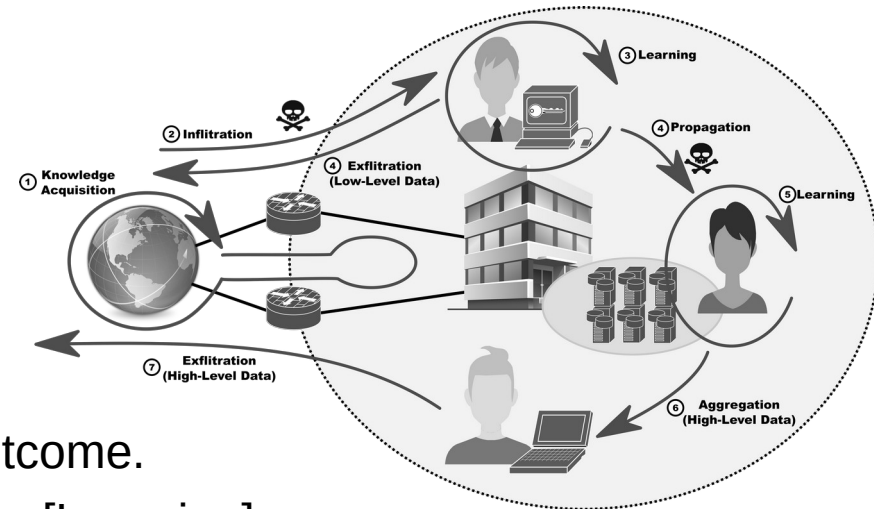 ③ Learning
② Inflitration
④ Propagation
④ Exflitration
(Low-Level Data)
① Knowledge
Acquisition
⑤ Learning
⑦ Exflitration
(High-Level Data)
⑥ Aggregation
(High-Level Data)
tcome.